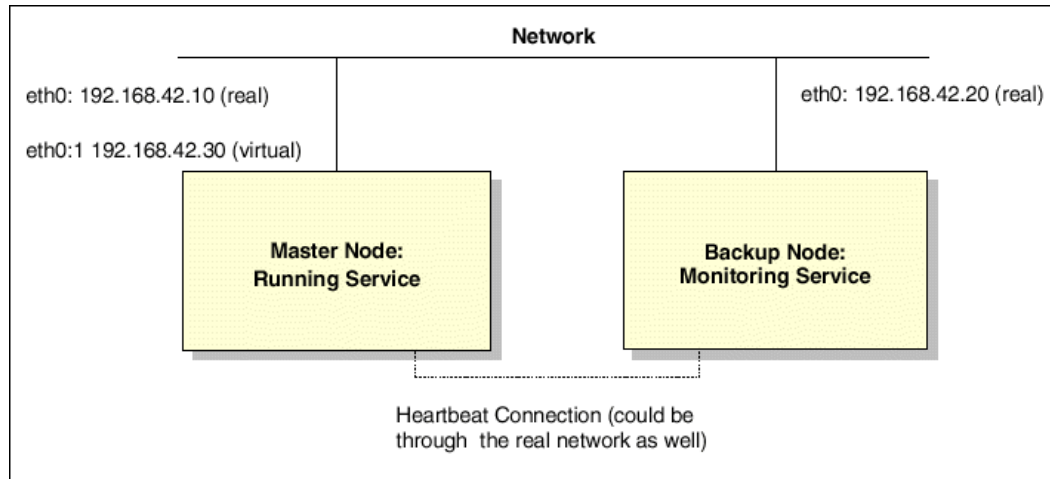 Network
eth0: 192.168.42.10 (real)
eth0: 192.168.42.20 (real)
eth0:1 192.168.42.30 (virtual)
Master Node:
Running Service
Backup Node:
Monitoring Service
Heartbeat Connection (could be
through the real network as well)